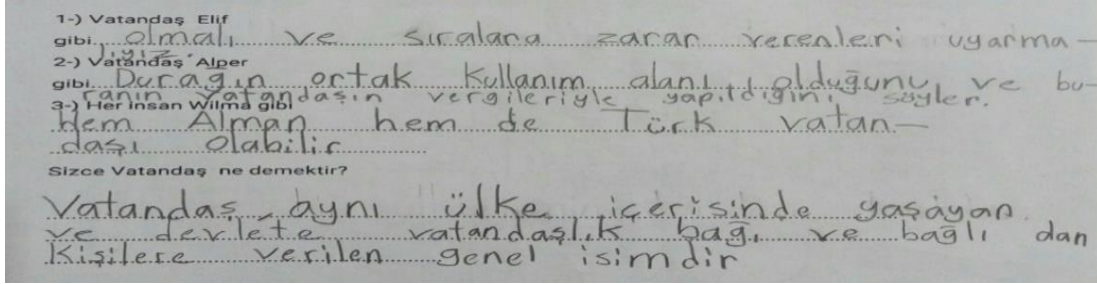 1-) Vatandaş Elif
gibi olmalı ve sıralara zarar verenleri uyarma-
lıyız
2-) Vatandaş Alper
gibi Durağın ortak kullanım alanı olduğunu ve bu-
ranın vatandaşın vergileriyle yapıldığını söyler.
3-) Her insan Wilma gibi
Hem Alman hem de Türk vatan-
daşı olabilir
Sizce Vatandaş ne demektir?
Vatandaş, aynı ülke içerisinde yaşayan
ve devlete vatandaşlık bağı ve bağlı dan
Kişilere verilen genel isimdir